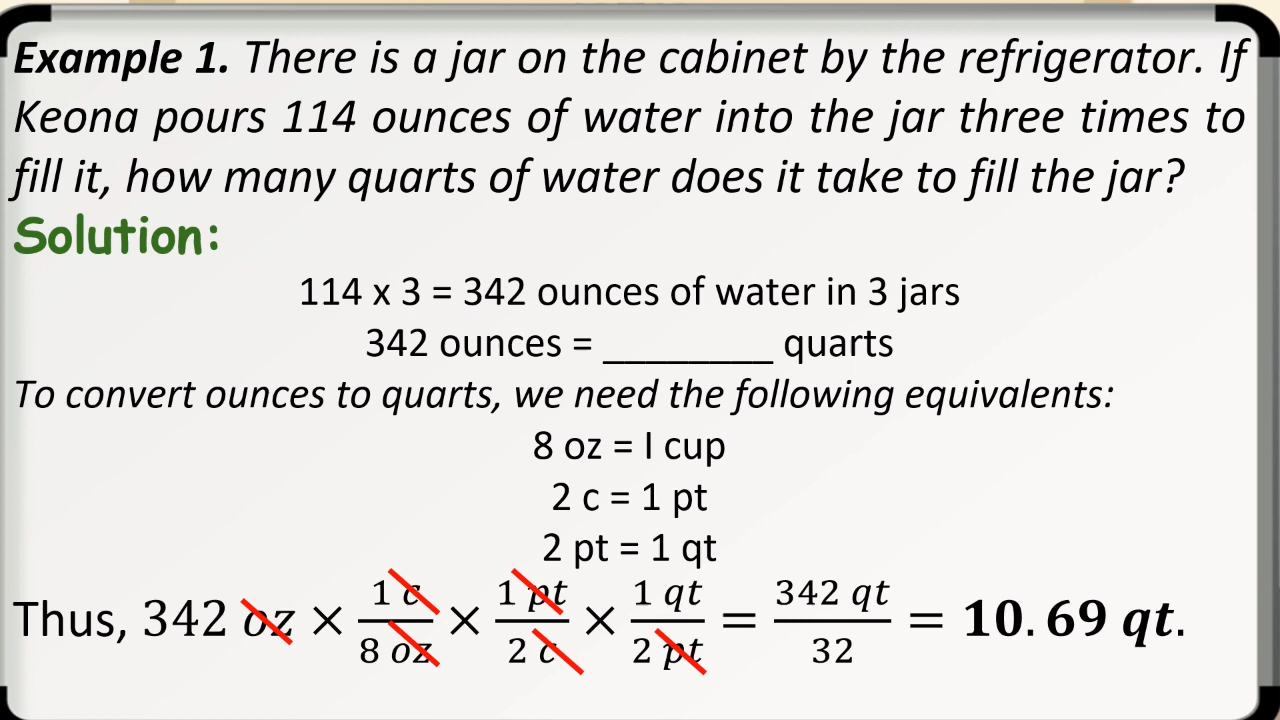 Example 1. There is a jar on the cabinet by the refrigerator. If
Keona pours 114 ounces of water into the jar three times to
fill it, how many quarts of water does it take to fill the jar?
Solution:
114 x 3 = 342 ounces of water in 3 jars
342 ounces = ________ quarts
To convert ounces to quarts, we need the following equivalents:
8 oz = I cup
2 c = 1 pt
2 pt = 1 qt
Thus, 342 oz × 1 c / 8 oz × 1 pt / 2 c × 1 qt / 2 pt = 342 qt / 32 = 10.69 qt.